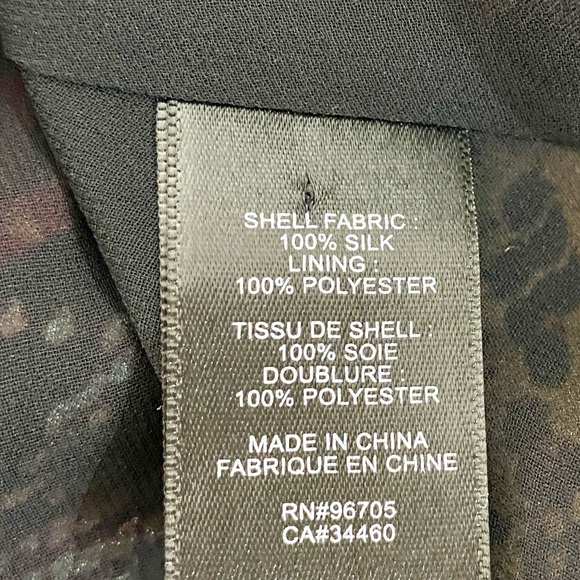 SHELL FABRIC :
100% SILK
LINING :
100% POLYESTER
TISSU DE SHELL :
100% SOIE
DOUBLURE :
100% POLYESTER
MADE IN CHINA
FABRIQUE EN CHINE
RN#96705
CA#34460